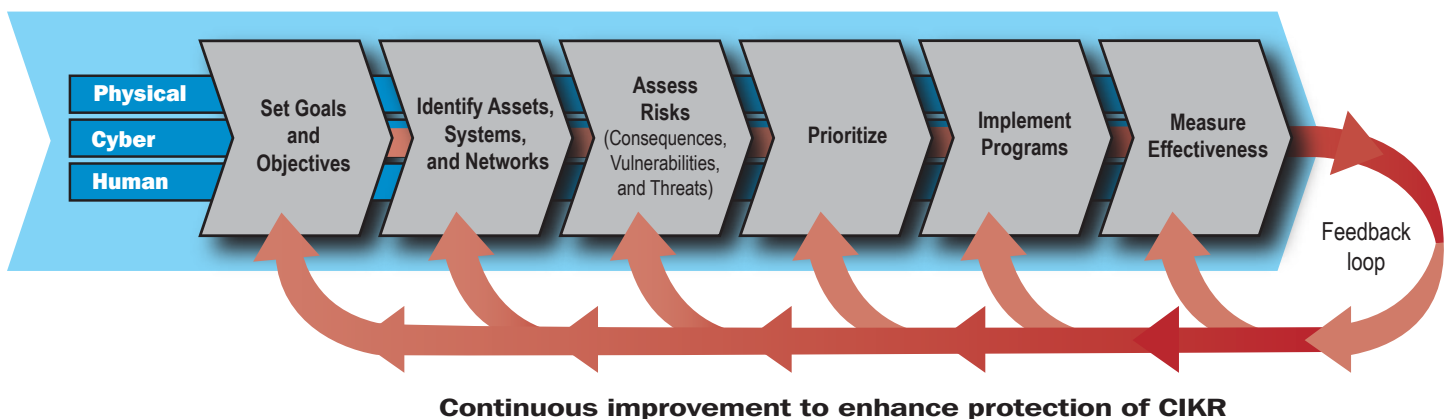 Physical
Cyber
Human
Set Goals
and
Objectives
Identify Assets,
Systems,
and Networks
Assess
Risks
(Consequences,
Vulnerabilities,
and Threats)
Prioritize
Implement
Programs
Measure
Effectiveness
Feedback
loop
Continuous improvement to enhance protection of CIKR